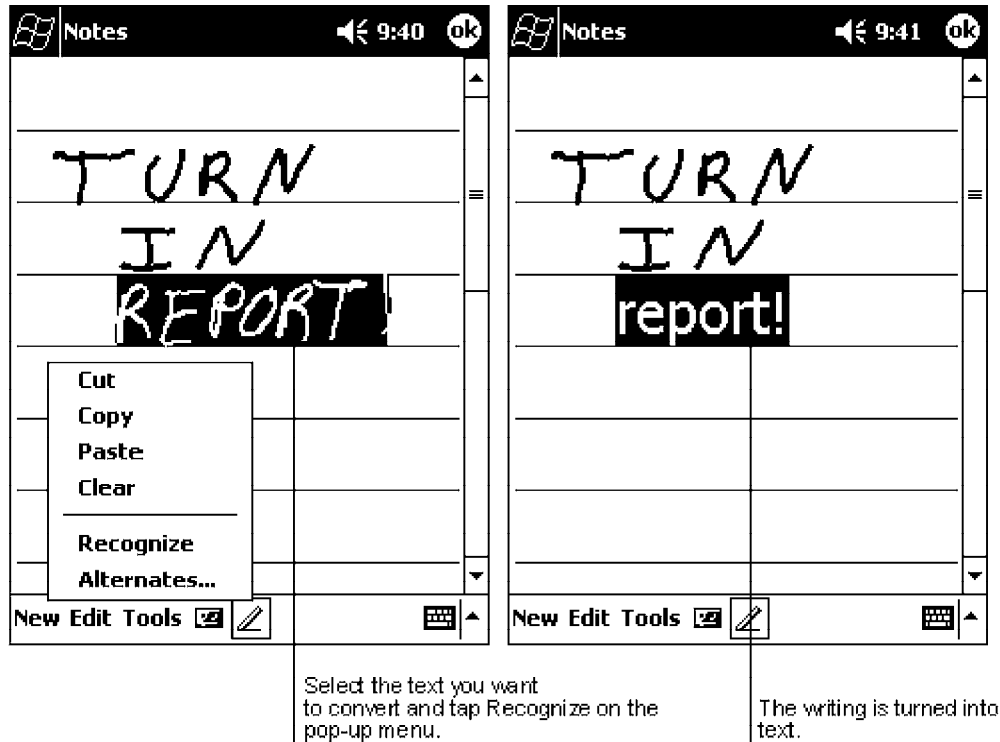 Notes 9:40 ok
TURN
IN
REPORT!
Cut
Copy
Paste
Clear
Recognize
Alternates...
New Edit Tools
Select the text you want
to convert and tap Recognize on the
pop-up menu.
Notes 9:41 ok
TURN
IN
report!
New Edit Tools
The writing is turned into
text.